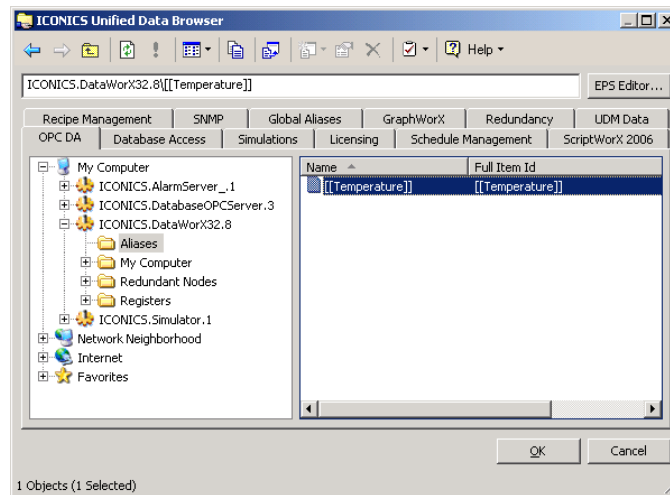 ICONICS Unified Data Browser
Help
ICONICS.DataWorX32.8\[[Temperature]]
EPS Editor...
Recipe Management SNMP Global Aliases GraphWorX Redundancy UDM Data
OPC DA Database Access Simulations Licensing Schedule Management ScriptWorX 2006
My Computer
ICONICS.AlarmServer_.1
ICONICS.DatabaseOPCServer.3
ICONICS.DataWorX32.8
Aliases
My Computer
Redundant Nodes
Registers
ICONICS.Simulator.1
Network Neighborhood
Internet
Favorites
Name Full Item Id
[[Temperature]] [[Temperature]]
OK Cancel
1 Objects (1 Selected)